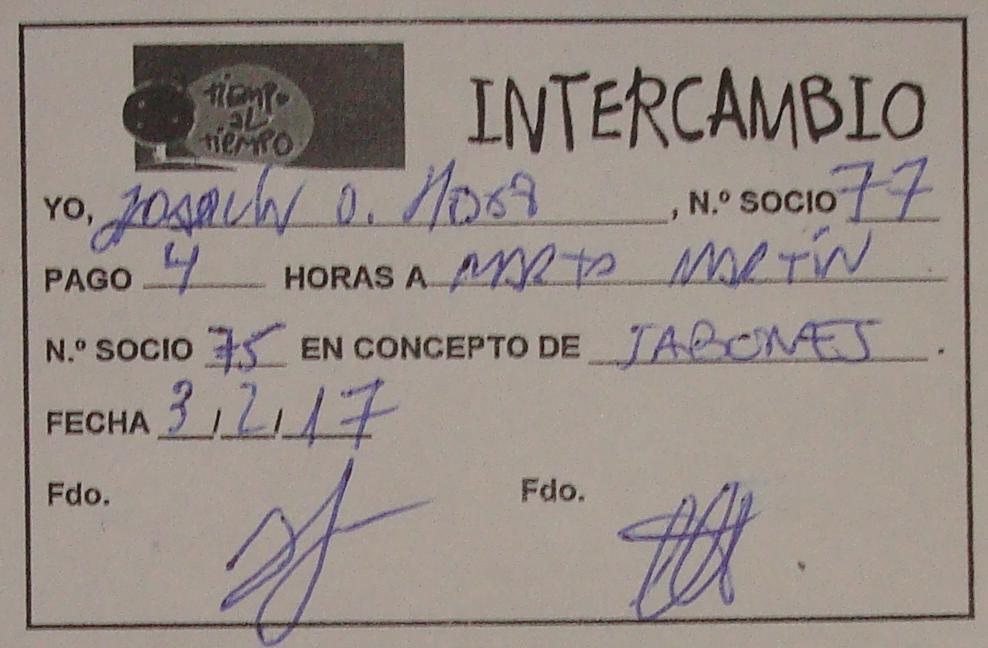 tiempo
al
tiempo
INTERCAMBIO
YO, Joaquín O. Mora, N.º SOCIO 77
PAGO 4 HORAS A MARTA MARTÍN
N.º SOCIO 75 EN CONCEPTO DE JABONES.
FECHA 3/2/17
Fdo. Fdo.